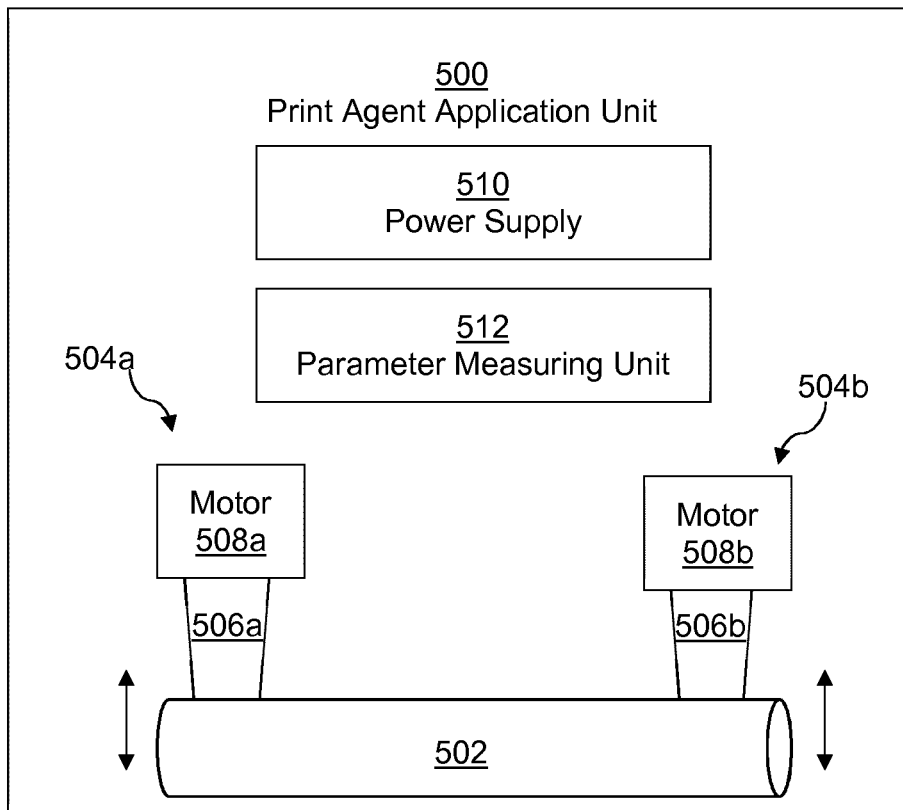 500
Print Agent Application Unit
510
Power Supply
512
Parameter Measuring Unit
504a
504b
Motor
508a
Motor
508b
506a
506b
502